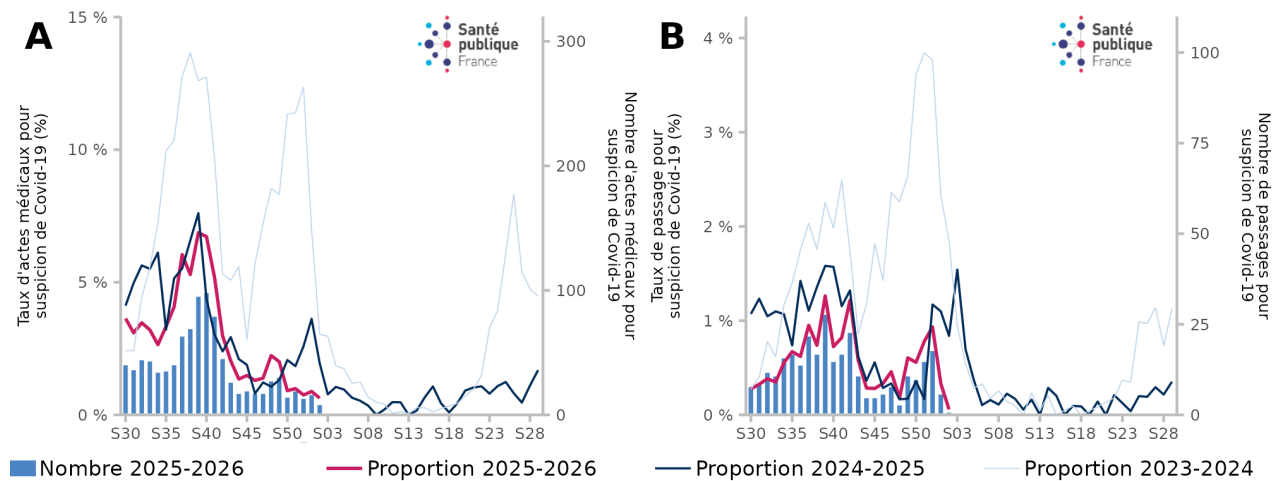 A
15 %
10 %
5 %
0 %
Taux d'actes médicaux pour
suspicion de Covid-19 (%)
Santé
publique
France
300
200
100
0
Nombre d'actes médicaux pour
suspicion de Covid-19
S30 S35 S40 S45 S50 S03 S08 S13 S18 S23 S28
B
4 %
3 %
2 %
1 %
0 %
Taux de passage pour
suspicion de Covid-19 (%)
Santé
publique
France
100
75
50
25
0
Nombre de passages pour
suspicion de Covid-19
S30 S35 S40 S45 S50 S03 S08 S13 S18 S23 S28
Nombre 2025-2026 Proportion 2025-2026 Proportion 2024-2025 Proportion 2023-2024